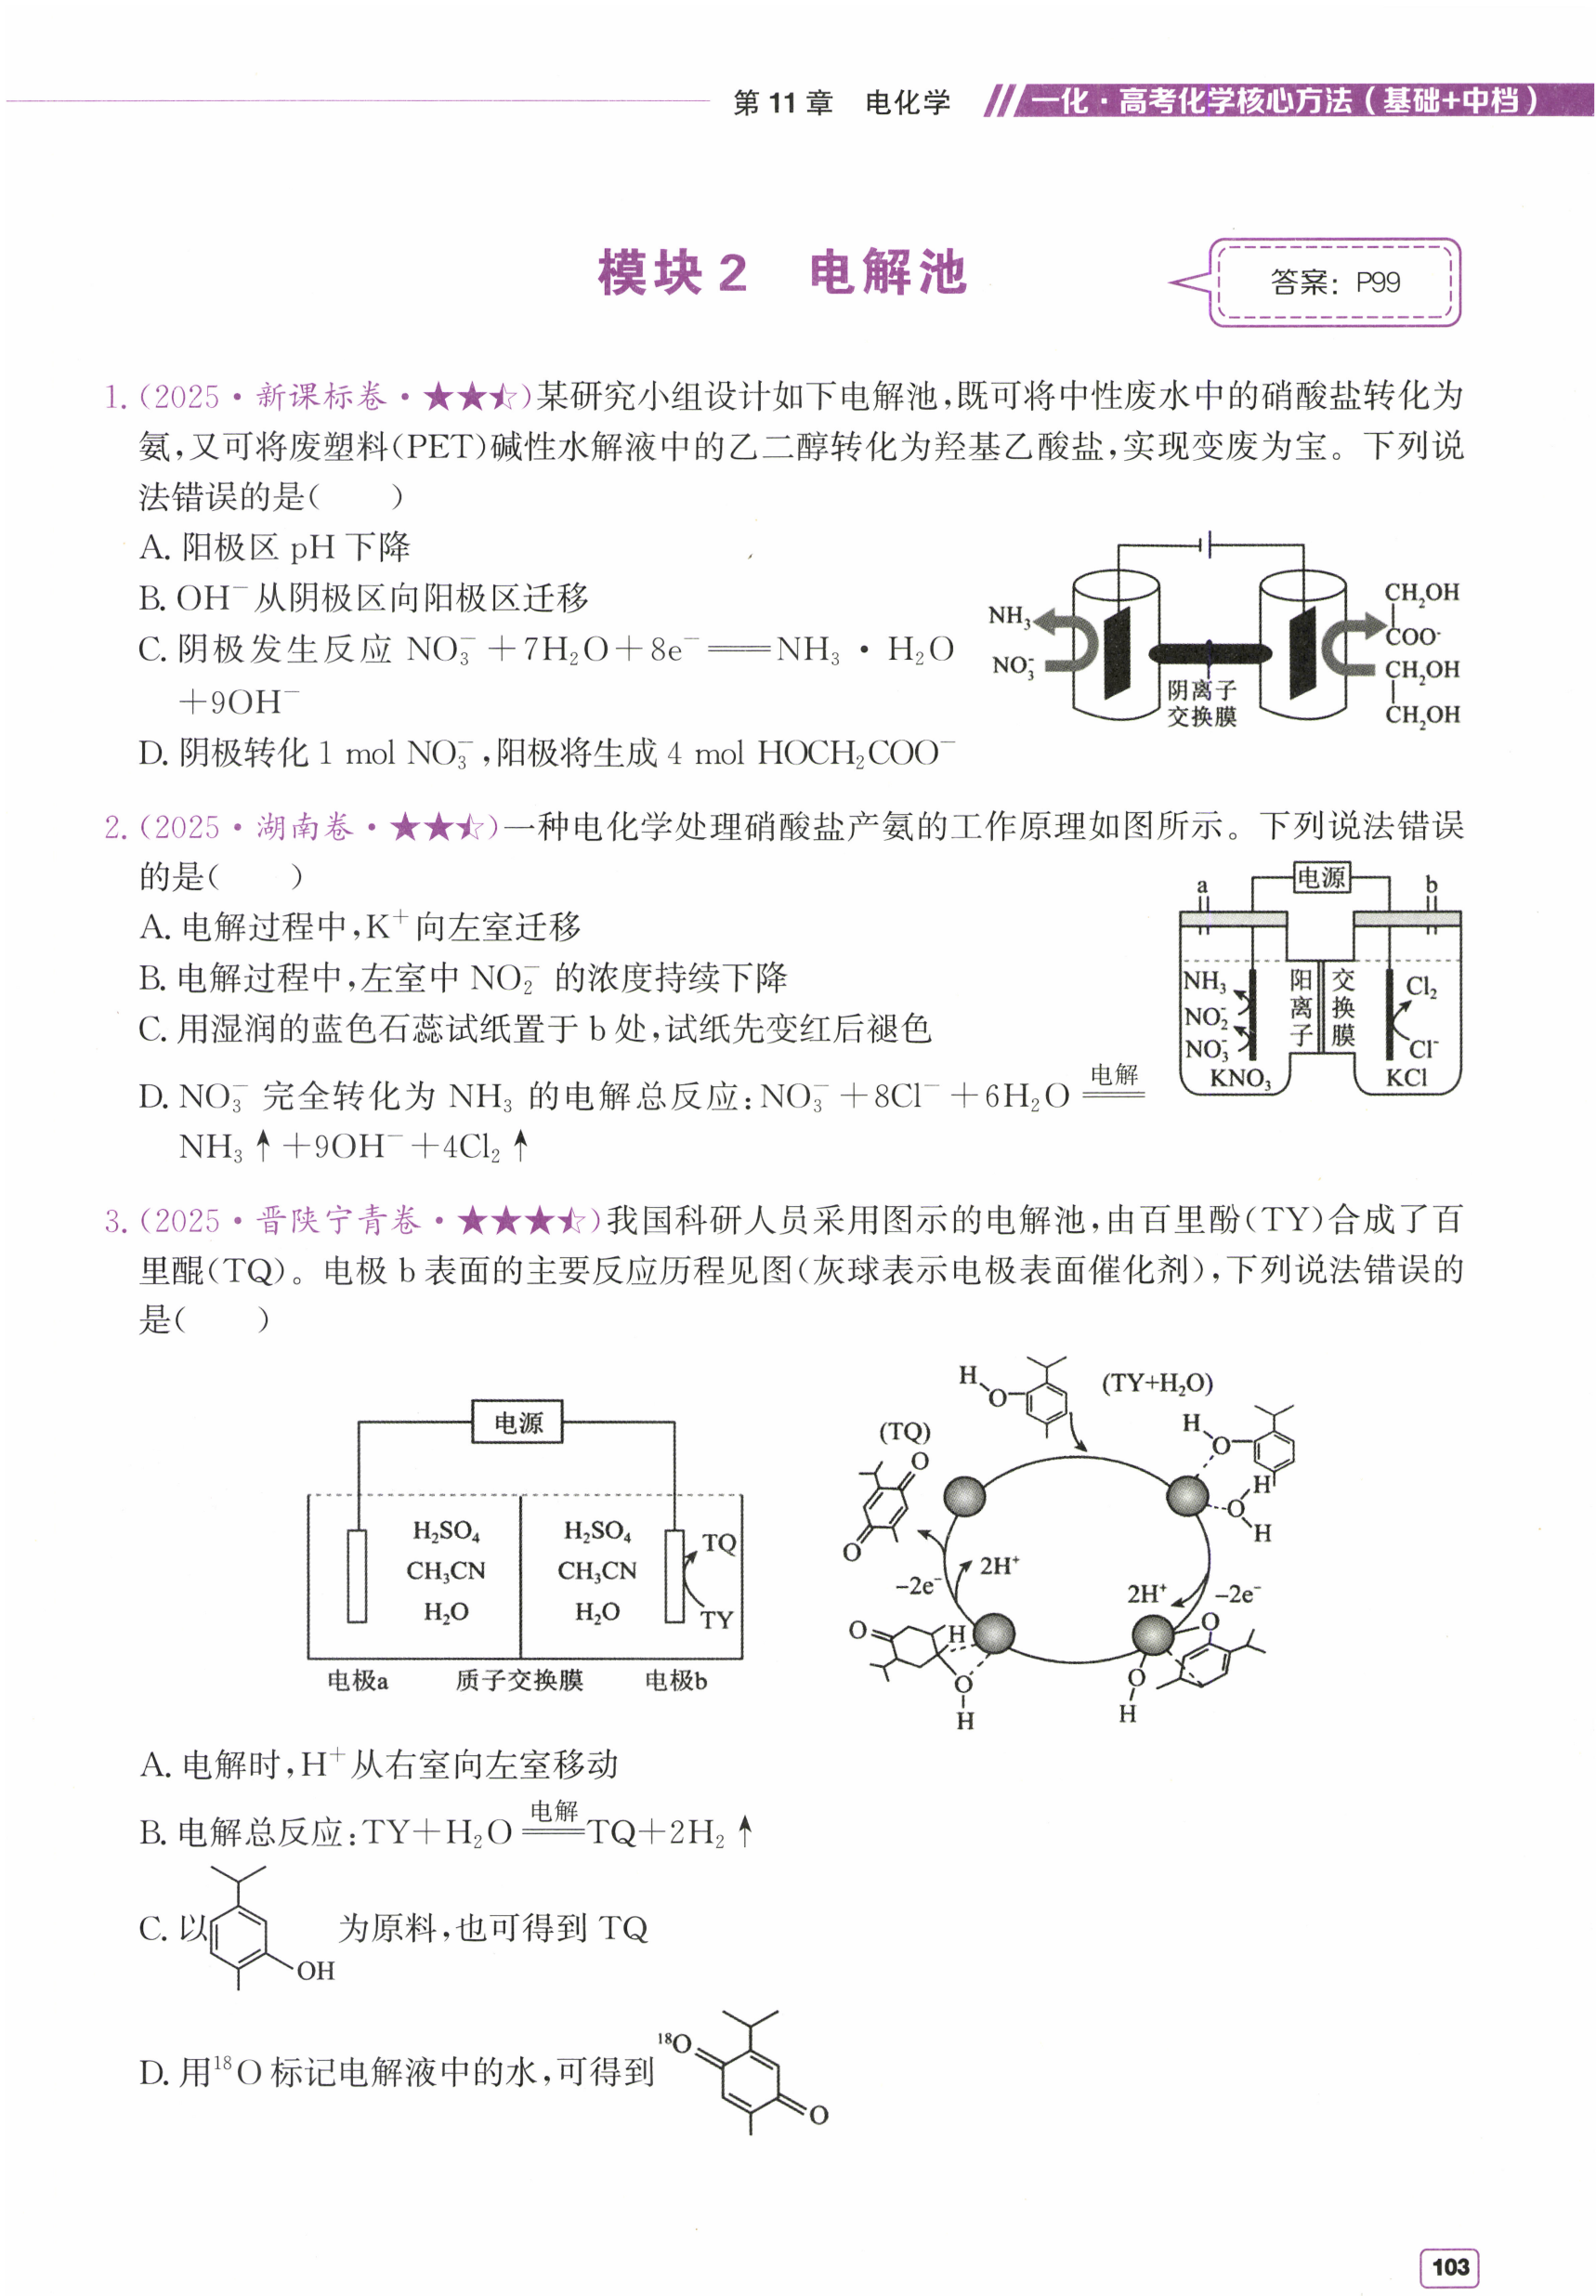 第 11 章 电化学 一化·高考化学核心方法（基础+中档）
模块 2 电解池
答案：P99
1.(2025·新课标卷·★★☆)某研究小组设计如下电解池,既可将中性废水中的硝酸盐转化为
氨,又可将废塑料(PET)碱性水解液中的乙二醇转化为羟基乙酸盐,实现变废为宝。下列说
法错误的是(　　)
A. 阳极区 pH 下降
B. OH⁻从阴极区向阳极区迁移
C. 阴极发生反应 NO₃⁻+7H₂O+8e⁻══NH₃·H₂O
+9OH⁻
D. 阴极转化 1 mol NO₃⁻,阳极将生成 4 mol HOCH₂COO⁻
NH₃
NO₃⁻
阴离子
交换膜
CH₂OH
COO⁻
CH₂OH
CH₂OH
2.(2025·湖南卷·★★☆)一种电化学处理硝酸盐产氨的工作原理如图所示。下列说法错误
的是(　　)
A. 电解过程中,K⁺向左室迁移
B. 电解过程中,左室中 NO₂⁻ 的浓度持续下降
C. 用湿润的蓝色石蕊试纸置于 b 处,试纸先变红后褪色
D. NO₃⁻ 完全转化为 NH₃ 的电解总反应:NO₃⁻+8Cl⁻+6H₂O ══电解
NH₃↑+9OH⁻+4Cl₂↑
电源
a
b
NH₃
NO₂⁻
NO₃⁻
KNO₃
阳离子
交换膜
Cl₂
Cl⁻
KCl
3.(2025·晋陕宁青卷·★★★☆)我国科研人员采用图示的电解池,由百里酚(TY)合成了百
里醌(TQ)。电极 b 表面的主要反应历程见图(灰球表示电极表面催化剂),下列说法错误的
是(　　)
电源
H₂SO₄
CH₃CN
H₂O
H₂SO₄
CH₃CN
H₂O
TQ
TY
电极a 质子交换膜 电极b
H
O
(TY+H₂O)
(TQ)
O
O
H
O
H
O
H
2H⁺
−2e⁻
2H⁺
−2e⁻
O
H
O
H
O
O
H
A. 电解时,H⁺从右室向左室移动
B. 电解总反应:TY+H₂O ══电解 TQ+2H₂↑
C. 以 为原料,也可得到 TQ
OH
D. 用¹⁸O 标记电解液中的水,可得到
¹⁸O
O
103